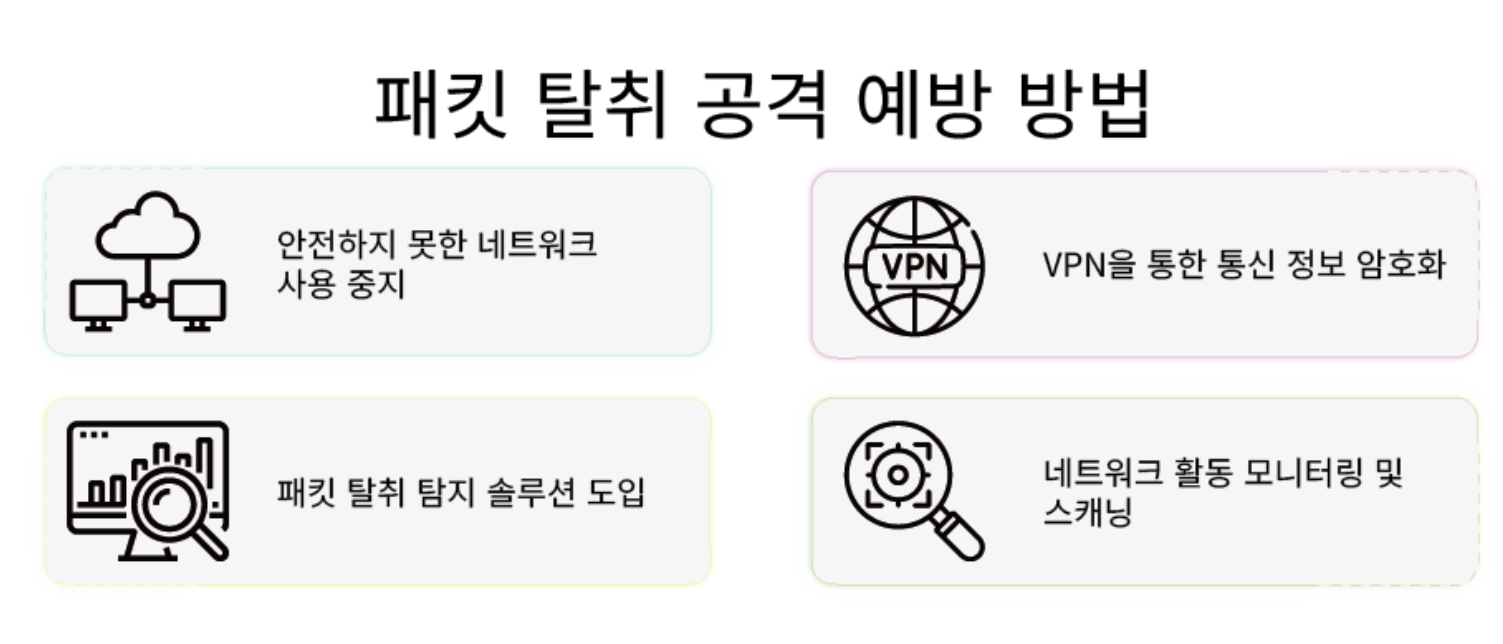 패킷 탈취 공격 예방 방법
안전하지 못한 네트워크
사용 중지
VPN
VPN을 통한 통신 정보 암호화
패킷 탈취 탐지 솔루션 도입
네트워크 활동 모니터링 및
스캐닝